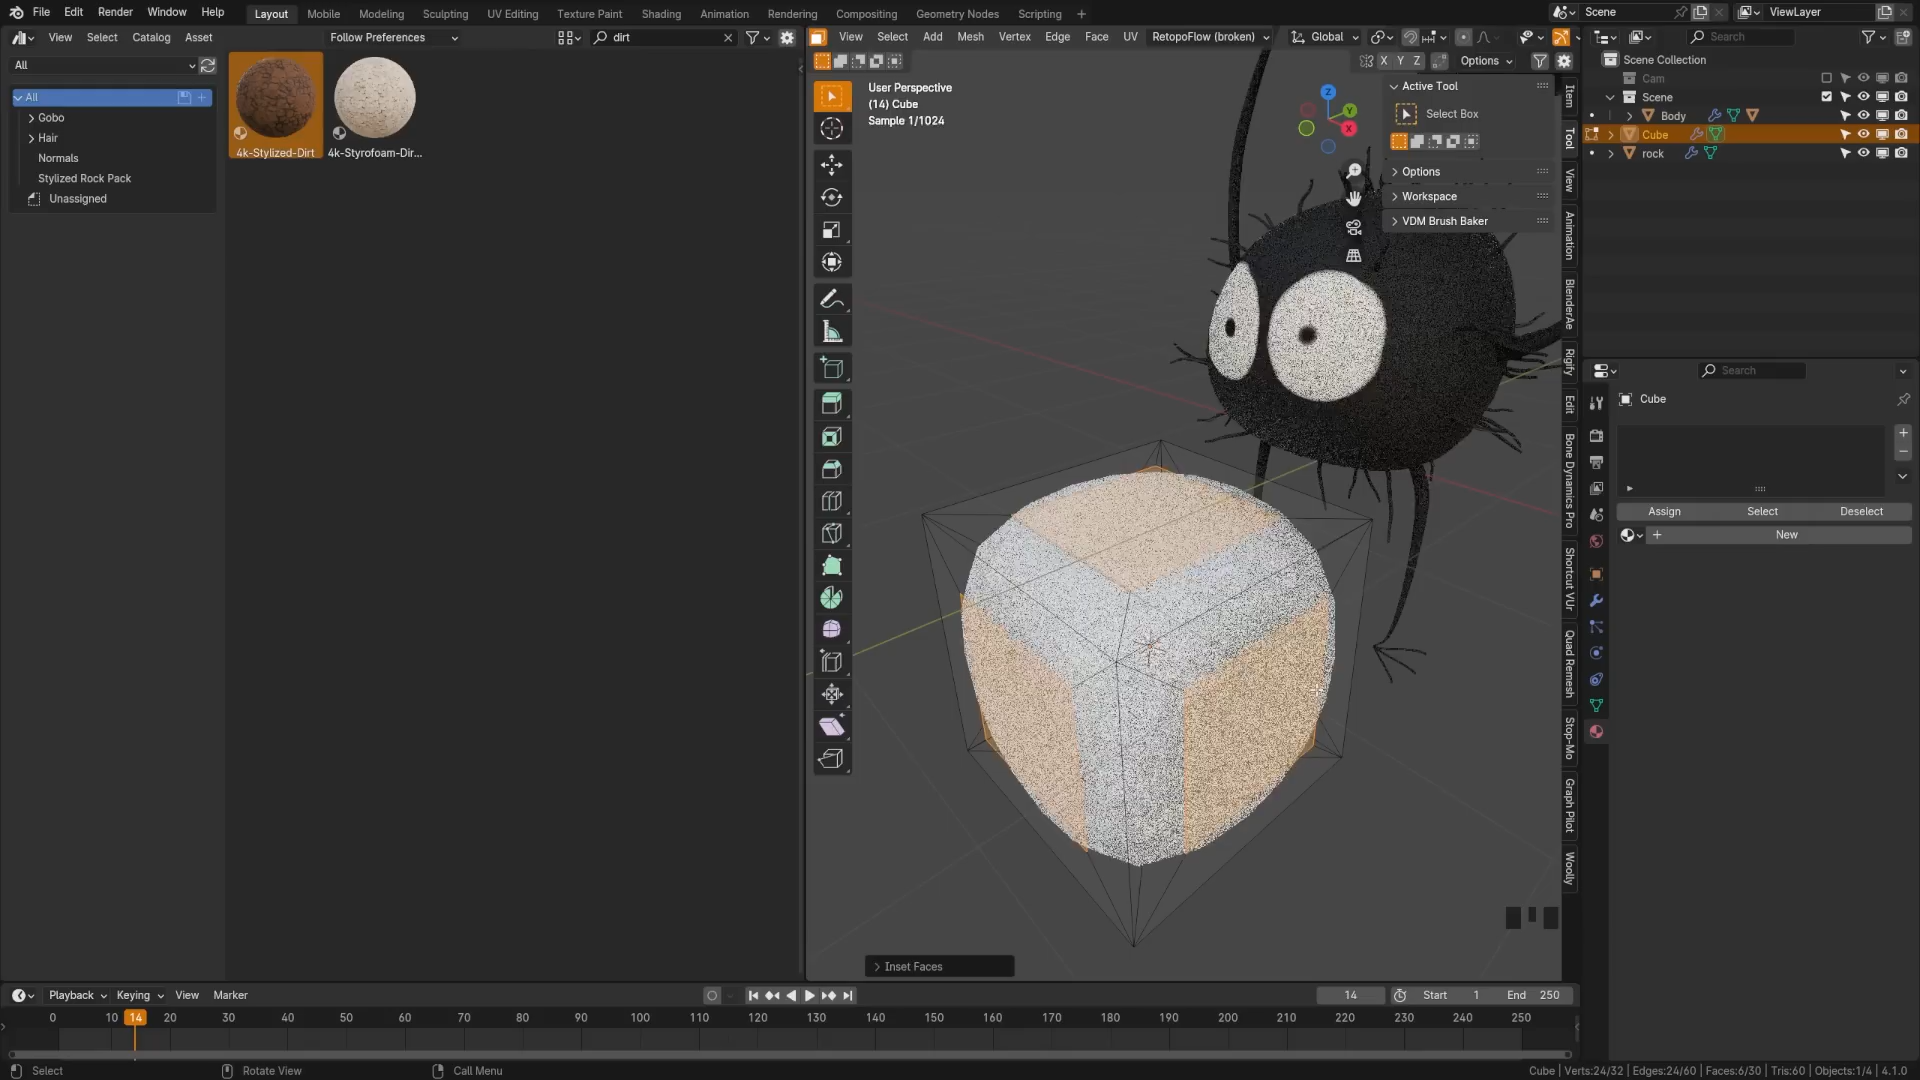 File Edit Render Window Help Layout Mobile Modeling Sculpting UV Editing Texture Paint Shading Animation Rendering Compositing Geometry Nodes Scripting + Scene ViewLayer
View Select Catalog Asset Follow Preferences dirt
View Select Add Mesh Vertex Edge Face UV RetopoFlow (broken) Global
Search
All
X Y Z Options
All
Gobo
Hair
Normals
Stylized Rock Pack
Unassigned
4k-Stylized-Dirt
4k-Styrofoam-Dir...
User Perspective
(14) Cube
Sample 1/1024
Z
Y
X
Active Tool
Select Box
Options
Workspace
VDM Brush Baker
Item
Tool
View
Animation
BlenderAe
Rigify
Edit
Bone Dynamics Pro
Shortcut VUr
Quad Remesh
Stop-Mo
Graph Pilot
Woolly
Scene Collection
Cam
Scene
Body
Cube
rock
Search
Cube
Assign Select Deselect
New
Inset Faces
Playback Keying View Marker
14 Start 1 End 250
0 10 14 20 30 40 50 60 70 80 90 100 110 120 130 140 150 160 170 180 190 200 210 220 230 240 250
Select Rotate View Call Menu
Cube | Verts:24/32 | Edges:24/60 | Faces:6/30 | Tris:60 | Objects:1/4 | 4.1.0